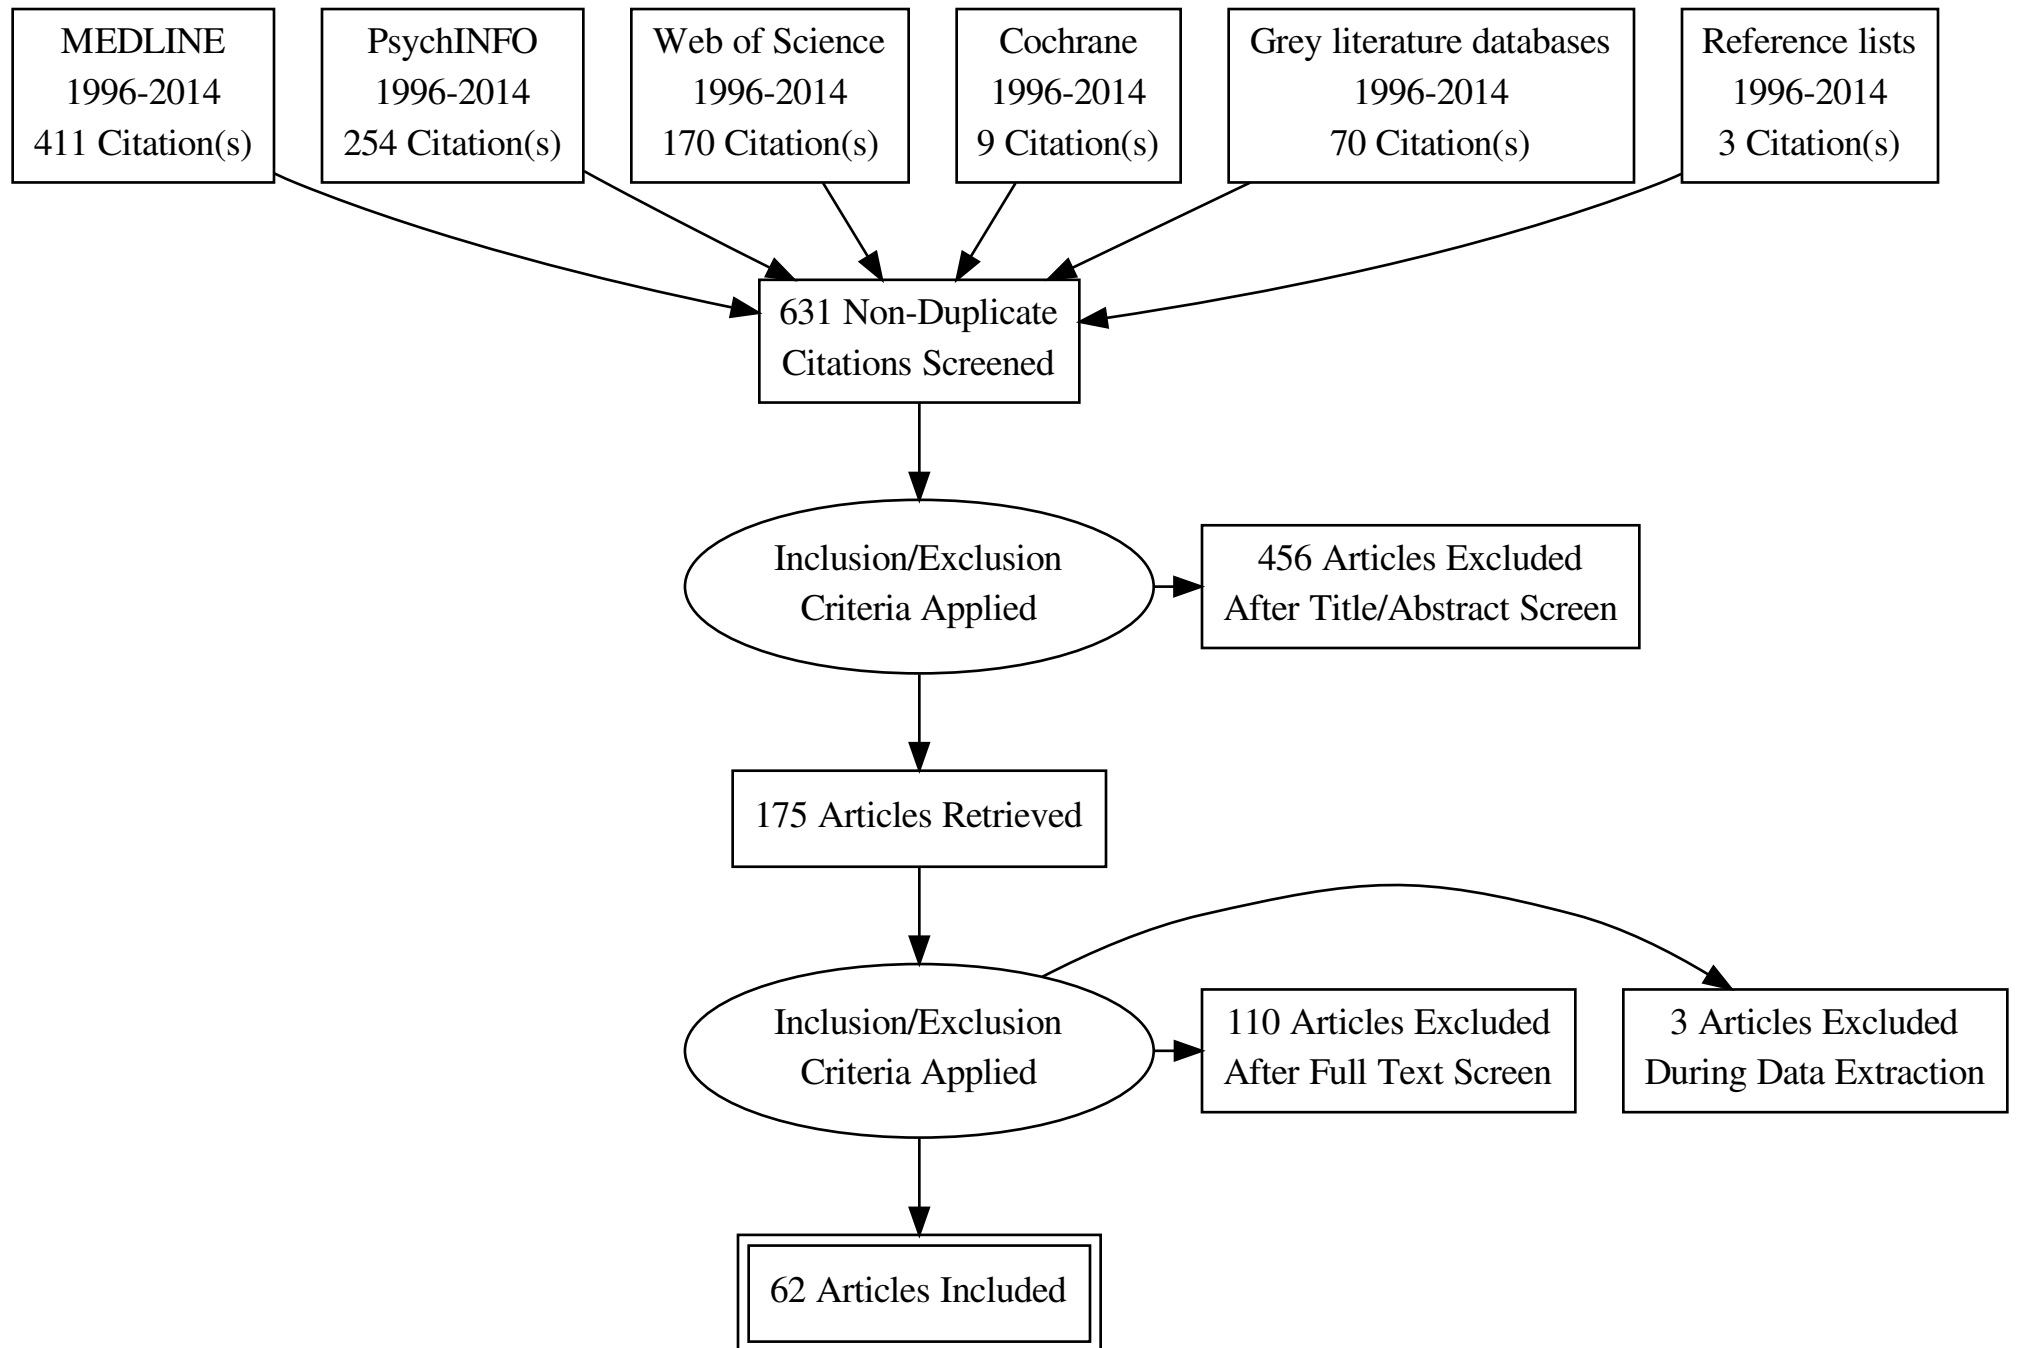 MEDLINE
1996-2014
411 Citation(s)
PsychINFO
1996-2014
254 Citation(s)
Web of Science
1996-2014
170 Citation(s)
Cochrane
1996-2014
9 Citation(s)
Grey literature databases
1996-2014
70 Citation(s)
Reference lists
1996-2014
3 Citation(s)
631 Non-Duplicate
Citations Screened
Inclusion/Exclusion
Criteria Applied
456 Articles Excluded
After Title/Abstract Screen
175 Articles Retrieved
Inclusion/Exclusion
Criteria Applied
110 Articles Excluded
After Full Text Screen
3 Articles Excluded
During Data Extraction
62 Articles Included